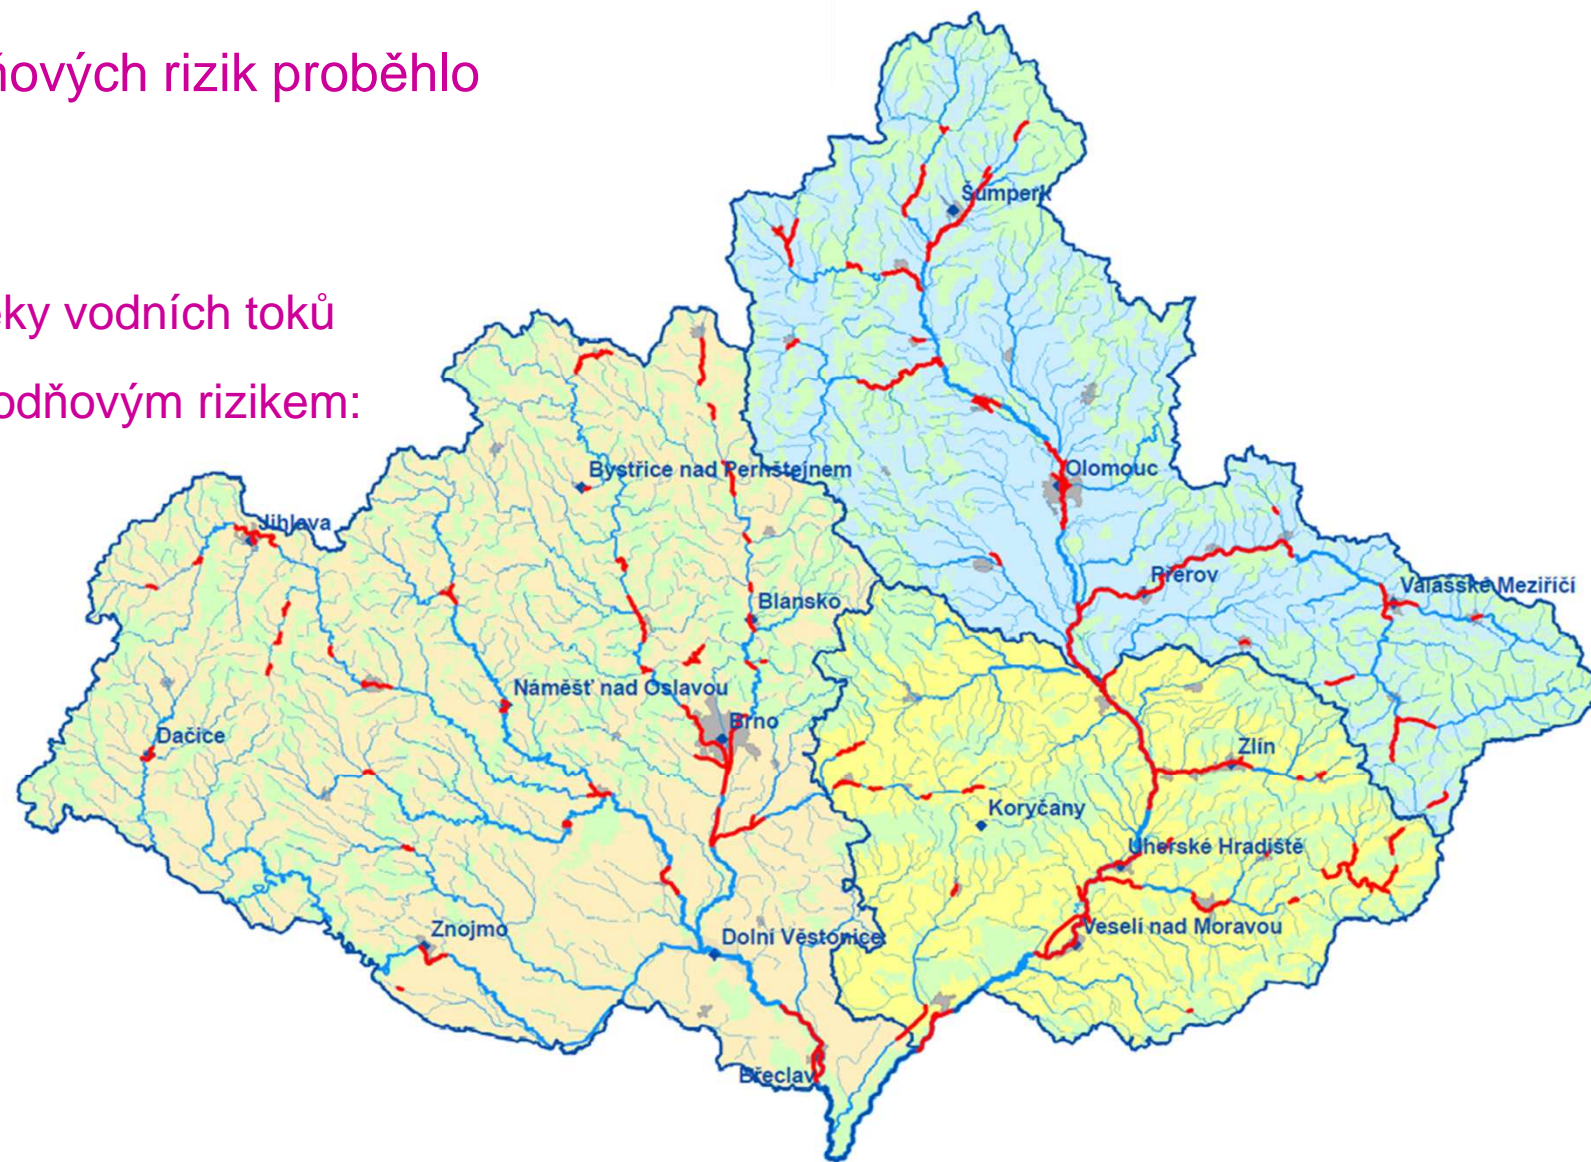 ňových rizik proběhlo
Šumperk
ky vodních toků
odňovým rizikem:
Bystřice nad Pernštejnem
Olomouc
Jihlava
Přerov
Valašské Meziříčí
Blansko
Náměšť nad Oslavou
Brno
Dačice
Zlín
Koryčany
Uherské Hradiště
Znojmo
Dolní Věstonice
Veselí nad Moravou
Břeclav